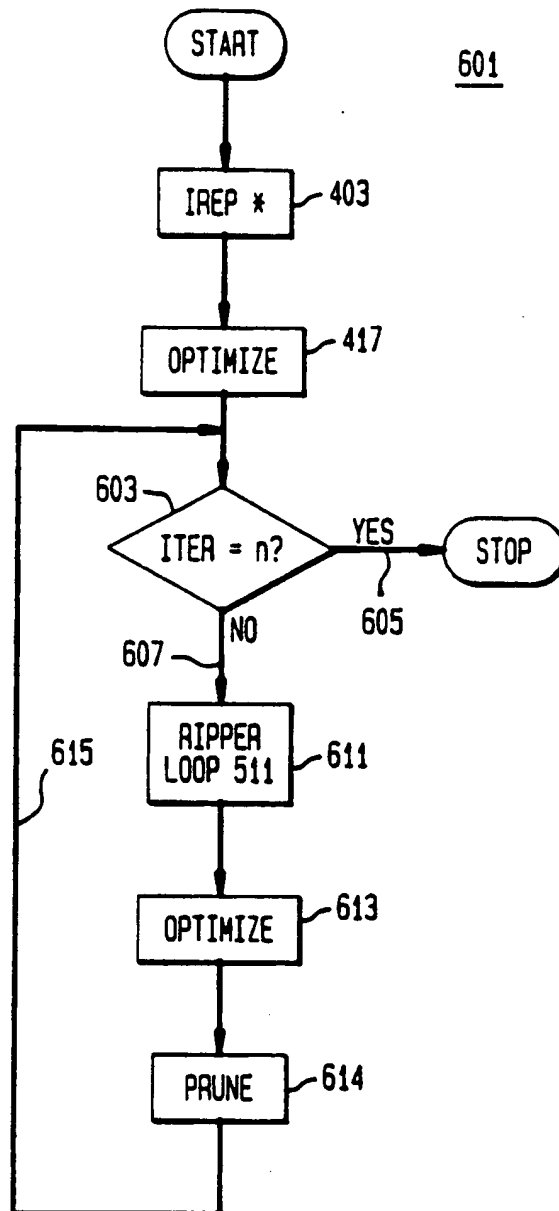 START
601
IREP *
403
OPTIMIZE
417
603
ITER = n?
YES
STOP
605
NO
607
RIPPER
LOOP 511
611
615
OPTIMIZE
613
PRUNE
614